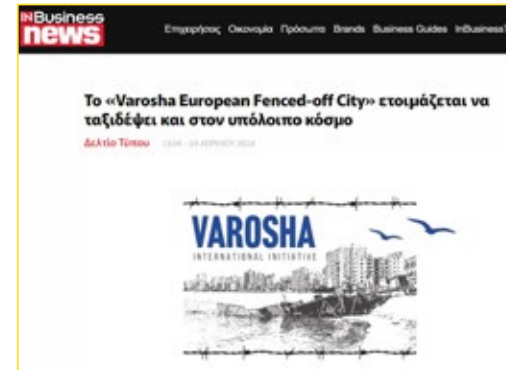 INBusiness
news
Επιχειρήσεις Οικονομία Πρόσωπα Brands Business Guides InBusinessT
Το «Varosha European Fenced-off City» ετοιμάζεται να
ταξιδέψει και στον υπόλοιπο κόσμο
Δελτίο Τύπου
VAROSHA
INTERNATIONAL INITIATIVE